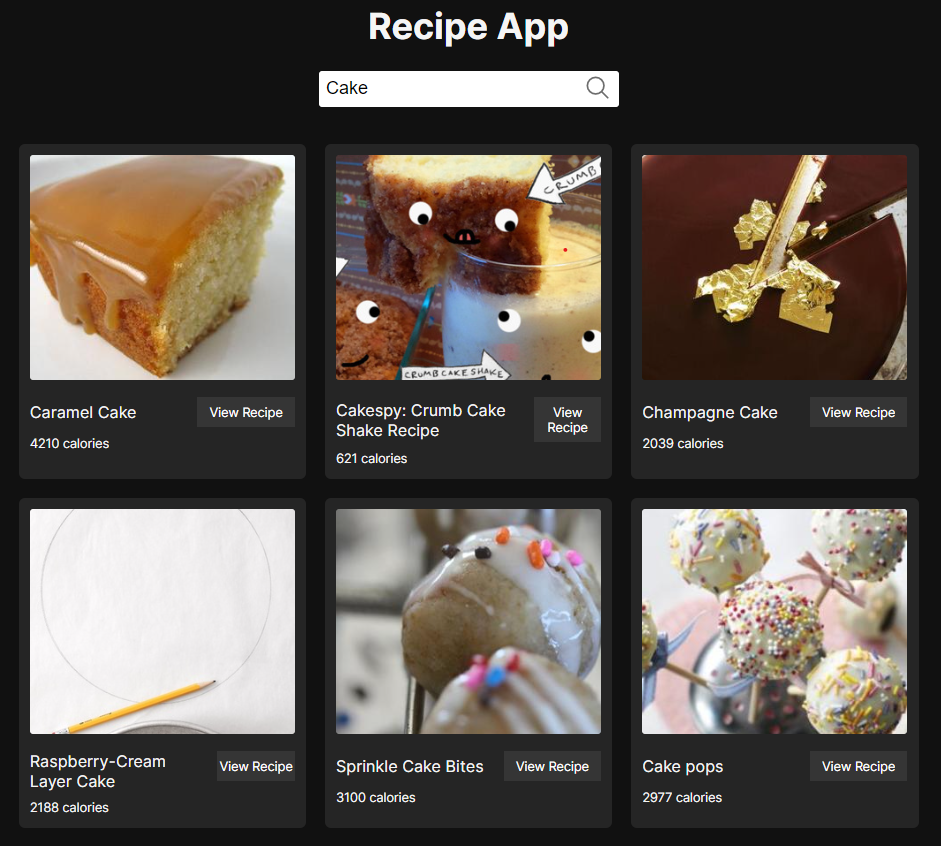 Recipe App
Cake
CRUMB
CRUMBCAKE SHAKE
Caramel Cake
View Recipe
4210 calories
Cakespy: Crumb Cake
Shake Recipe
View
Recipe
621 calories
Champagne Cake
View Recipe
2039 calories
Raspberry-Cream
Layer Cake
View Recipe
2188 calories
Sprinkle Cake Bites
View Recipe
3100 calories
Cake pops
View Recipe
2977 calories